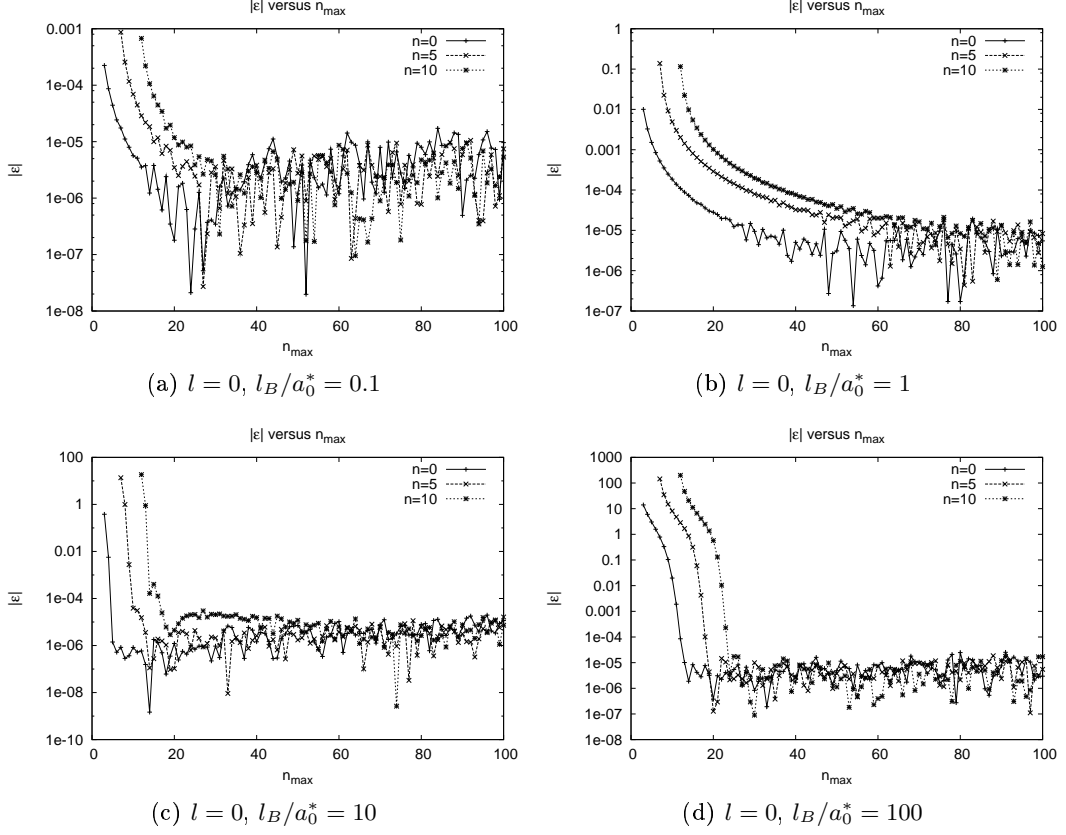 |ε| versus n_max
n=0
n=5
n=10
0.001
1e-04
1e-05
1e-06
1e-07
1e-08
|ε|
0 20 40 60 80 100
n_max
(a) l = 0, l_B/a_0^* = 0.1
|ε| versus n_max
n=0
n=5
n=10
1
0.1
0.01
0.001
1e-04
1e-05
1e-06
1e-07
|ε|
0 20 40 60 80 100
n_max
(b) l = 0, l_B/a_0^* = 1
|ε| versus n_max
n=0
n=5
n=10
100
1
0.01
1e-04
1e-06
1e-08
1e-10
|ε|
0 20 40 60 80 100
n_max
(c) l = 0, l_B/a_0^* = 10
|ε| versus n_max
n=0
n=5
n=10
1000
100
10
1
0.1
0.01
0.001
1e-04
1e-05
1e-06
1e-07
1e-08
|ε|
0 20 40 60 80 100
n_max
(d) l = 0, l_B/a_0^* = 100